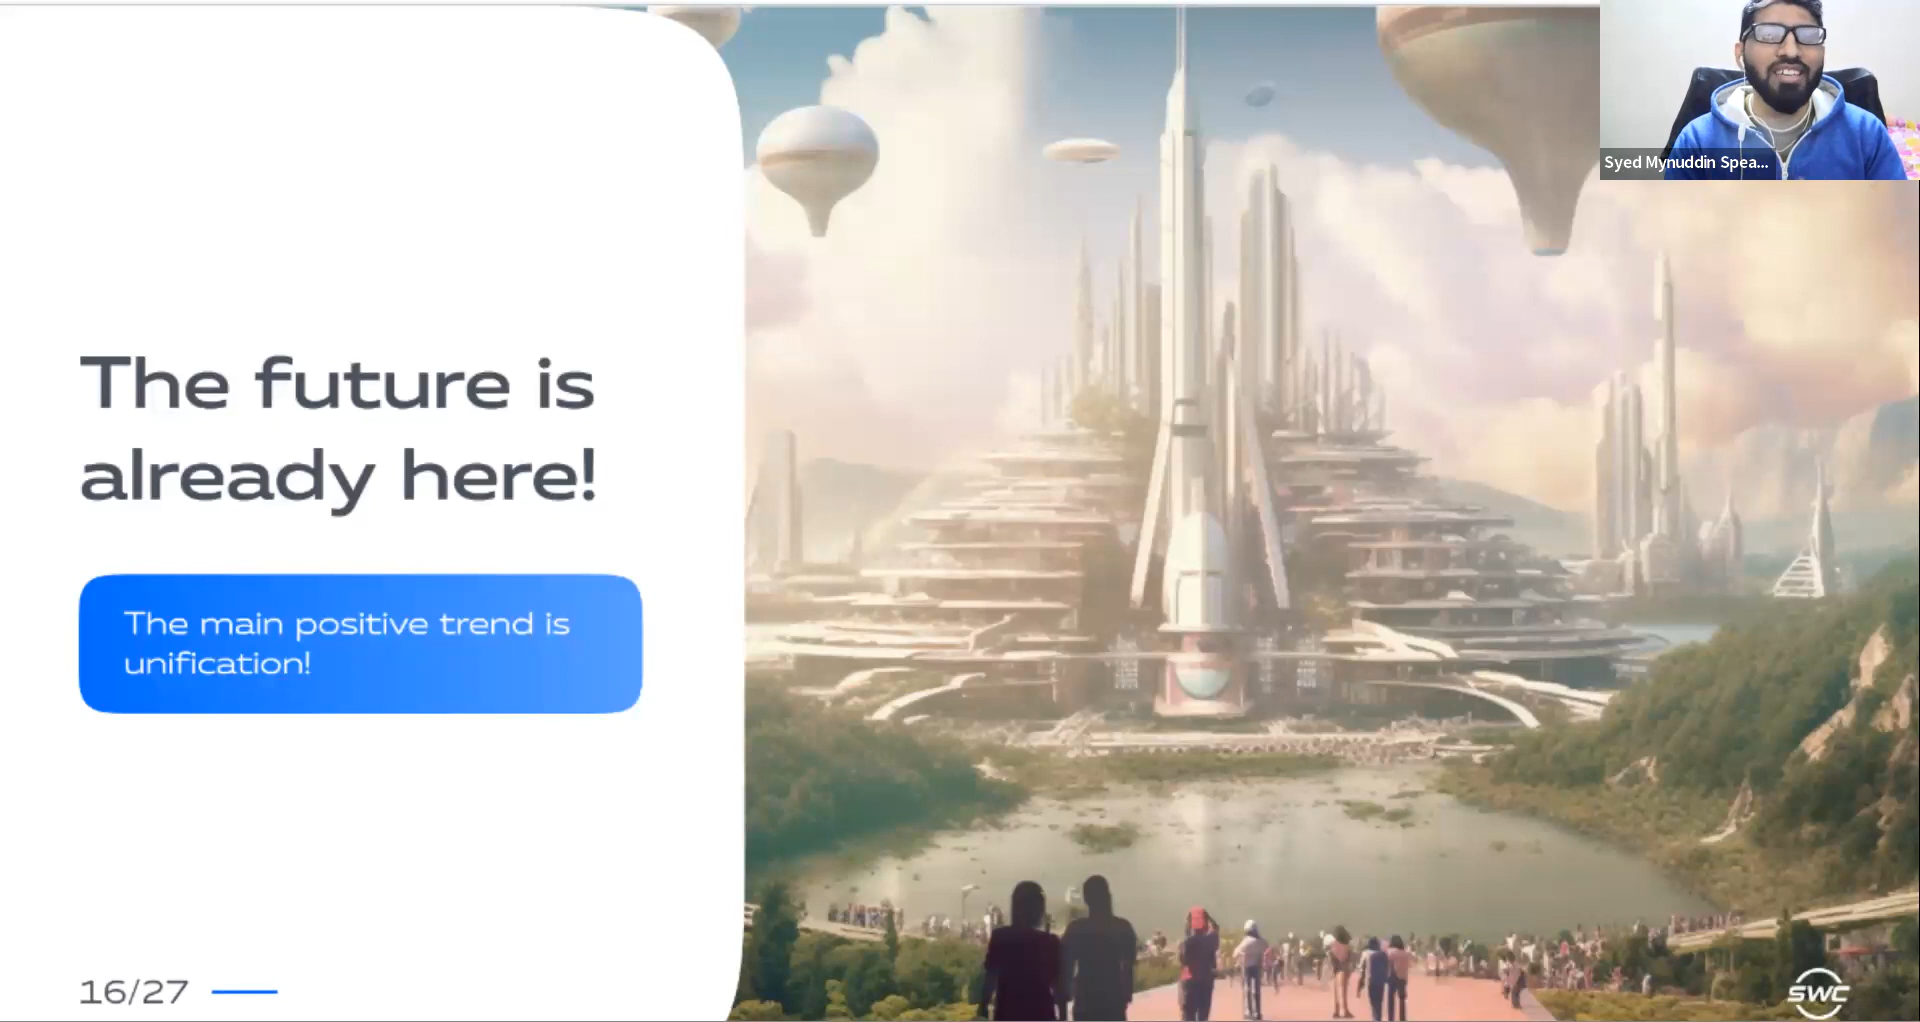 The future is
already here!
The main positive trend is
unification!
16/27
Syed Mynuddin Spea...
SWC